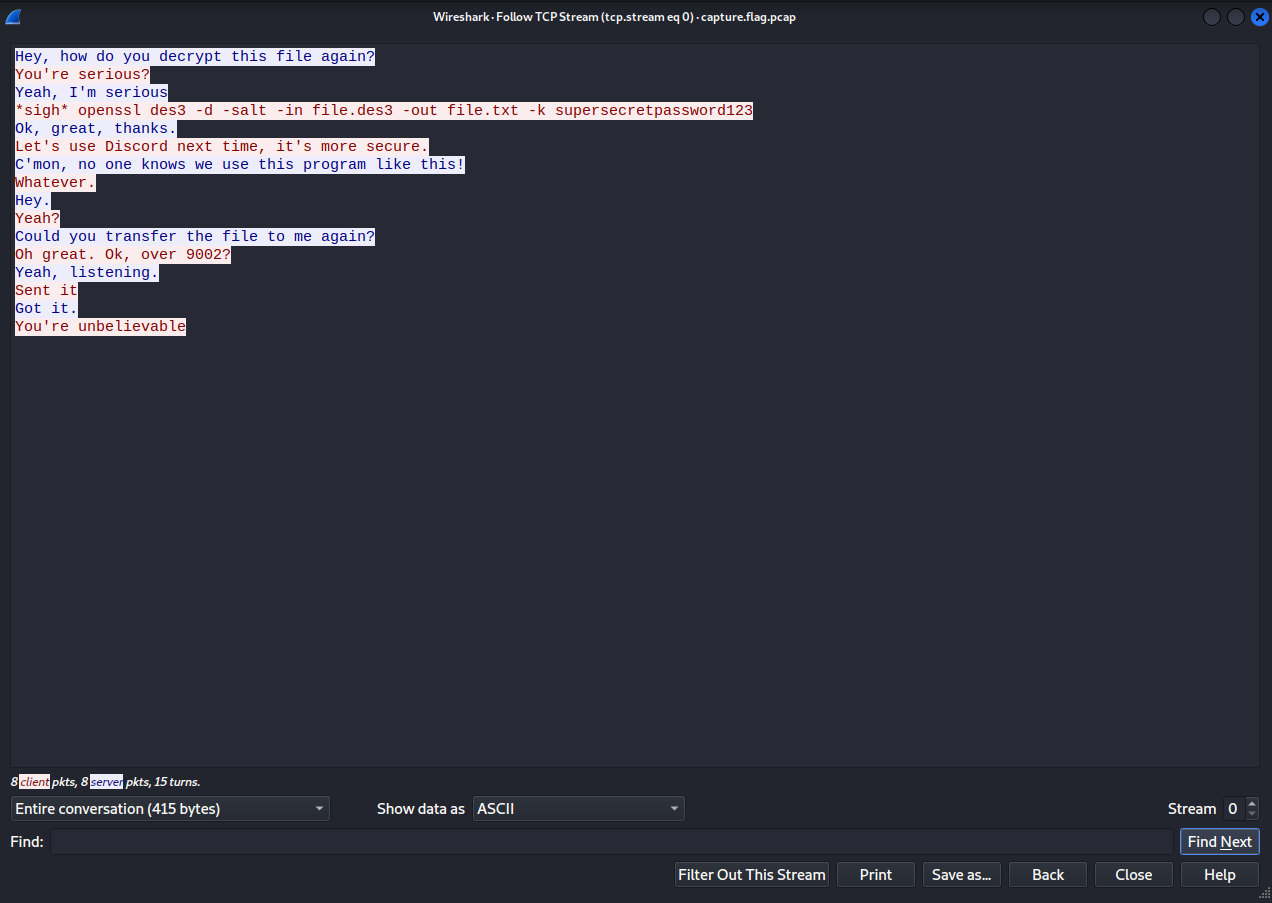 Wireshark · Follow TCP Stream (tcp.stream eq 0) · capture.flag.pcap
Hey, how do you decrypt this file again?
You're serious?
Yeah, I'm serious
*sigh* openssl des3 -d -salt -in file.des3 -out file.txt -k supersecretpassword123
Ok, great, thanks.
Let's use Discord next time, it's more secure.
C'mon, no one knows we use this program like this!
Whatever.
Hey.
Yeah?
Could you transfer the file to me again?
Oh great. Ok, over 9002?
Yeah, listening.
Sent it
Got it.
You're unbelievable
8 client pkts, 8 server pkts, 15 turns.
Entire conversation (415 bytes) Show data as ASCII Stream 0
Find: Find Next
Filter Out This Stream Print Save as... Back Close Help